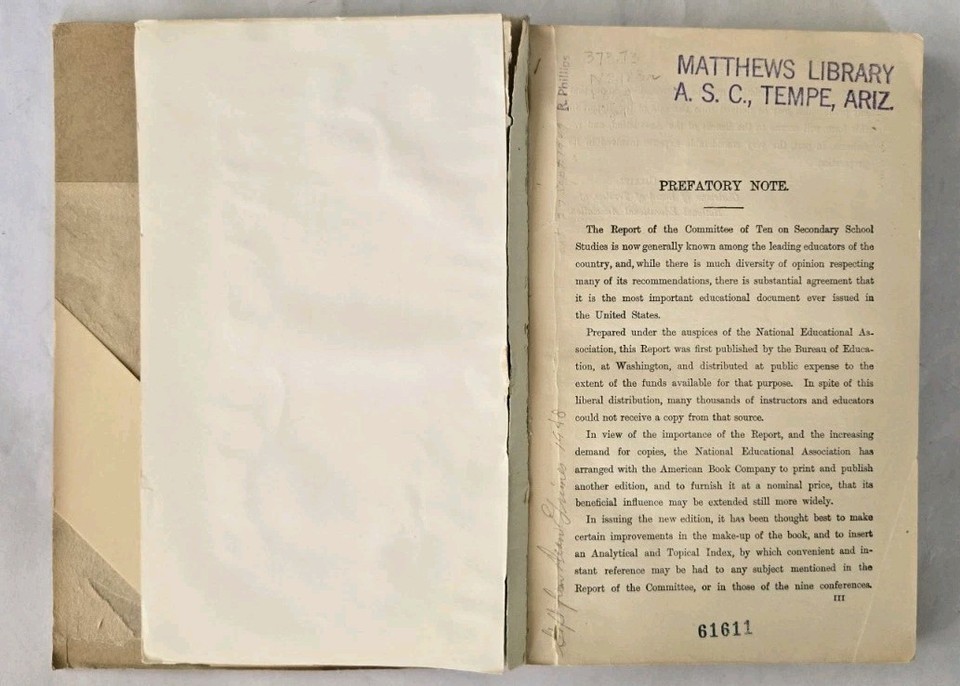 373.73
MATTHEWS LIBRARY
A. S. C., TEMPE, ARIZ.
R Phillips
PREFATORY NOTE.
The Report of the Committee of Ten on Secondary School
Studies is now generally known among the leading educators of the
country, and, while there is much diversity of opinion respecting
many of its recommendations, there is substantial agreement that
it is the most important educational document ever issued in
the United States.
Prepared under the auspices of the National Educational As-
sociation, this Report was first published by the Bureau of Educa-
tion, at Washington, and distributed at public expense to the
extent of the funds available for that purpose. In spite of this
liberal distribution, many thousands of instructors and educators
could not receive a copy from that source.
In view of the importance of the Report, and the increasing
demand for copies, the National Educational Association has
arranged with the American Book Company to print and publish
another edition, and to furnish it at a nominal price, that its
beneficial influence may be extended still more widely.
In issuing the new edition, it has been thought best to make
certain improvements in the make-up of the book, and to insert
an Analytical and Topical Index, by which convenient and in-
stant reference may be had to any subject mentioned in the
Report of the Committee, or in those of the nine conferences.
III
61611